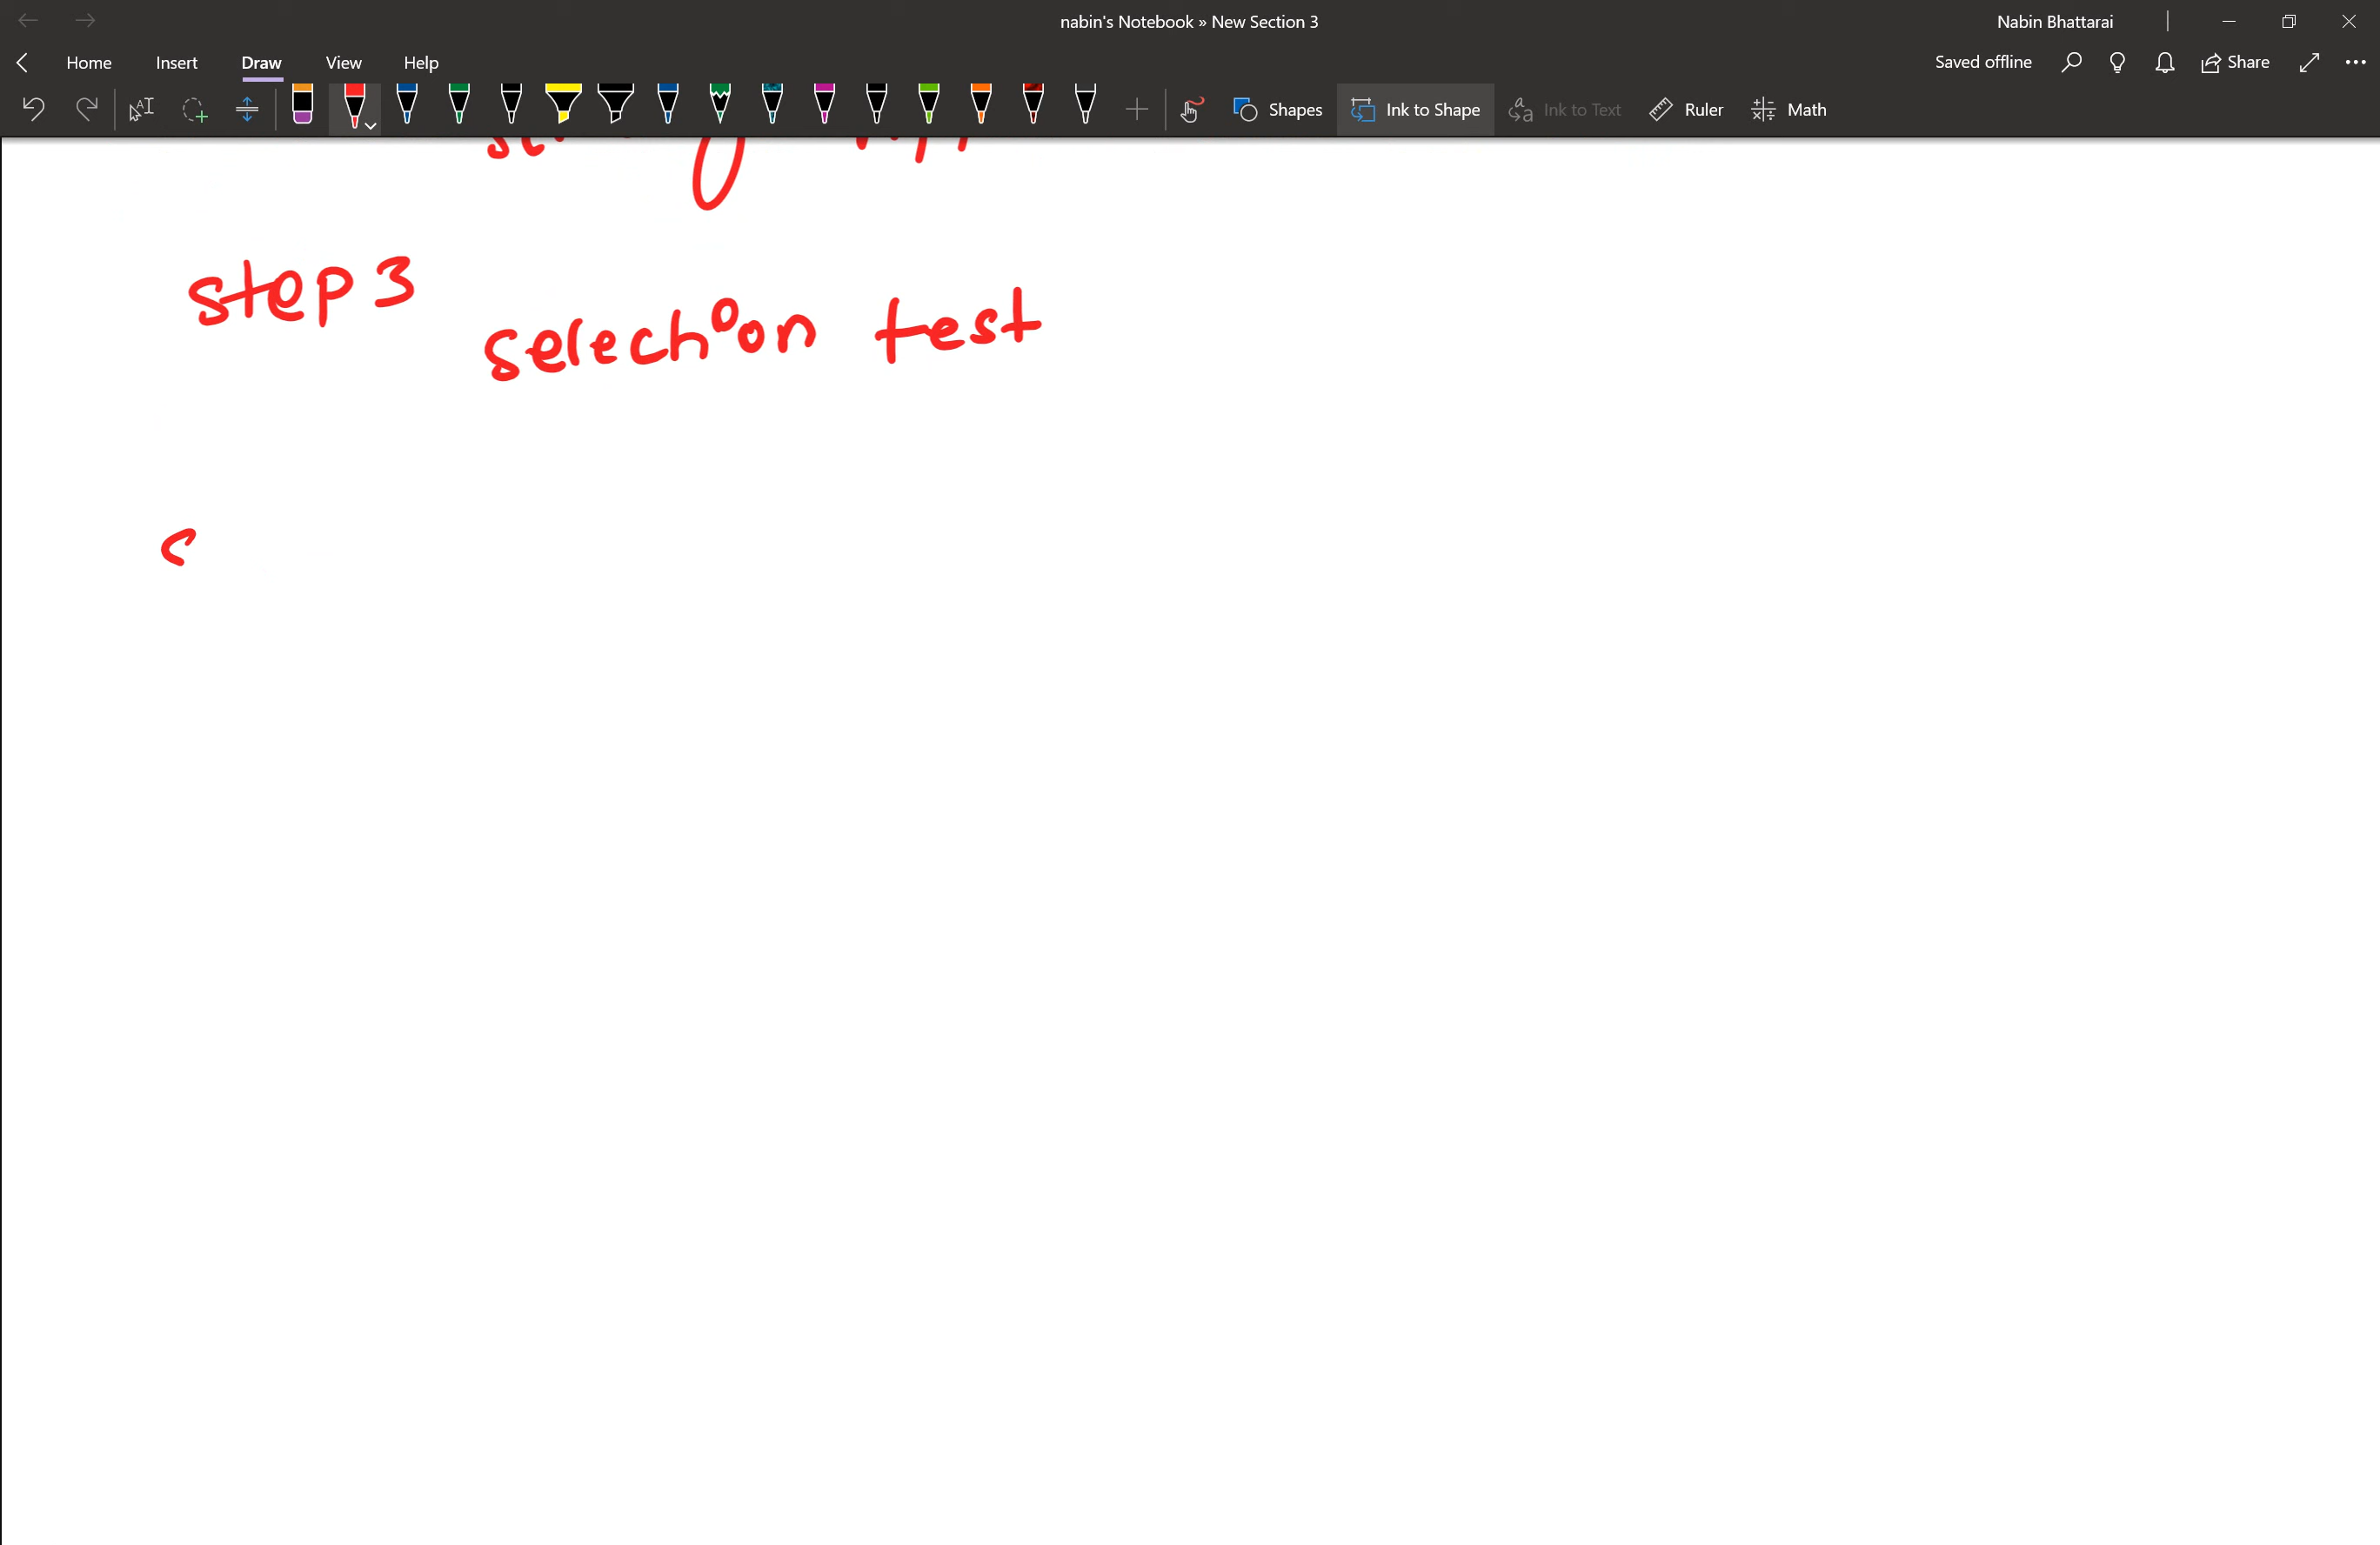 nabin's Notebook » New Section 3
Nabin Bhattarai
Home Insert Draw View Help
Saved offline
Share
Shapes
Ink to Shape
Ink to Text
Ruler
Math
step 3
selection test